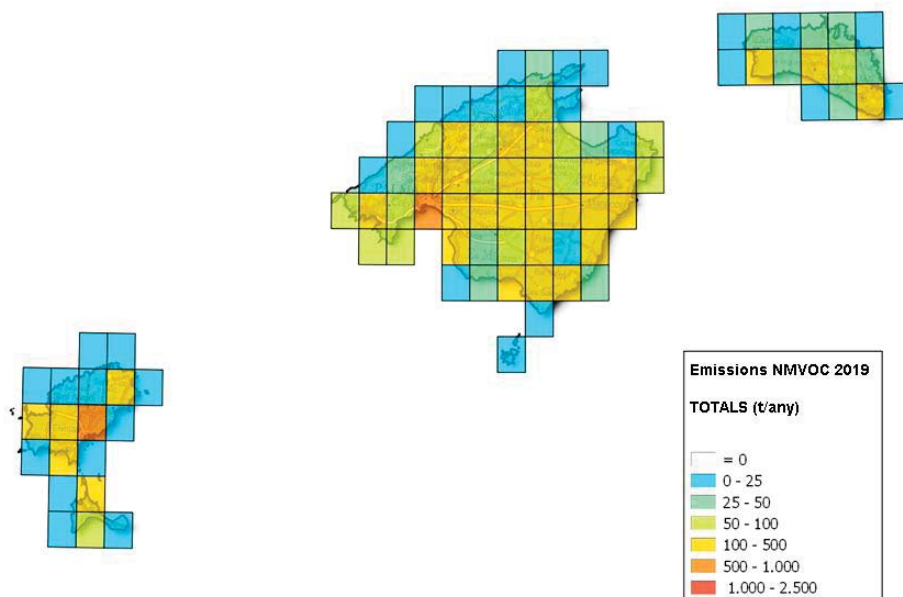 Emissions NMVOC 2019
TOTALS (t/any)
= 0
0 - 25
25 - 50
50 - 100
100 - 500
500 - 1.000
1.000 - 2.500